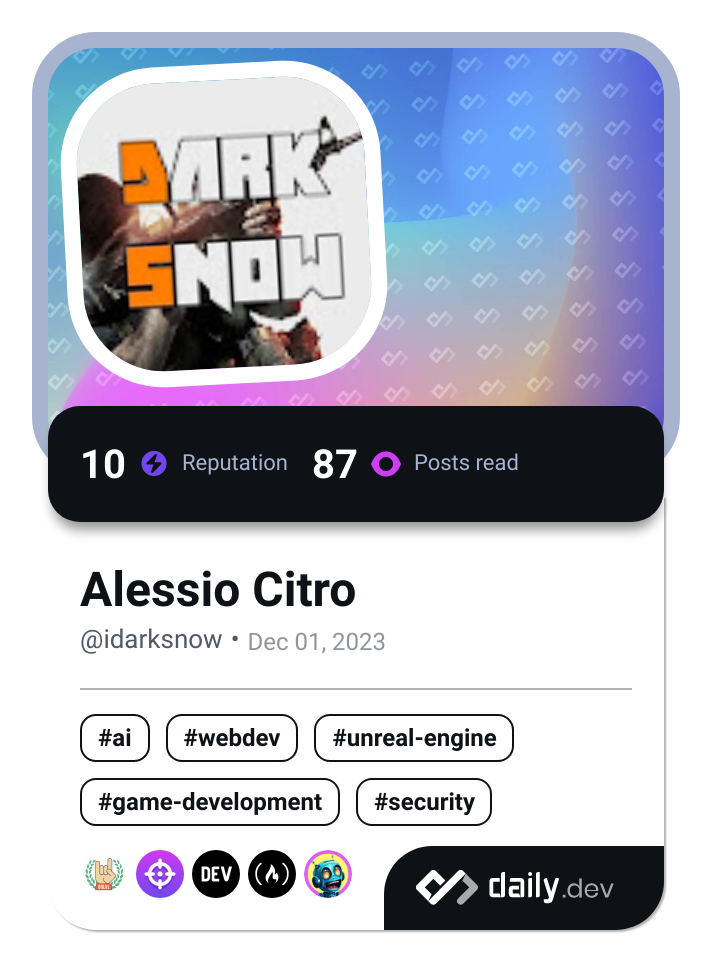 DARK
SNOW
10 Reputation 87 Posts read
Alessio Citro
@idarksnow • Dec 01, 2023
#ai #webdev #unreal-engine
#game-development #security
DEV
daily.dev